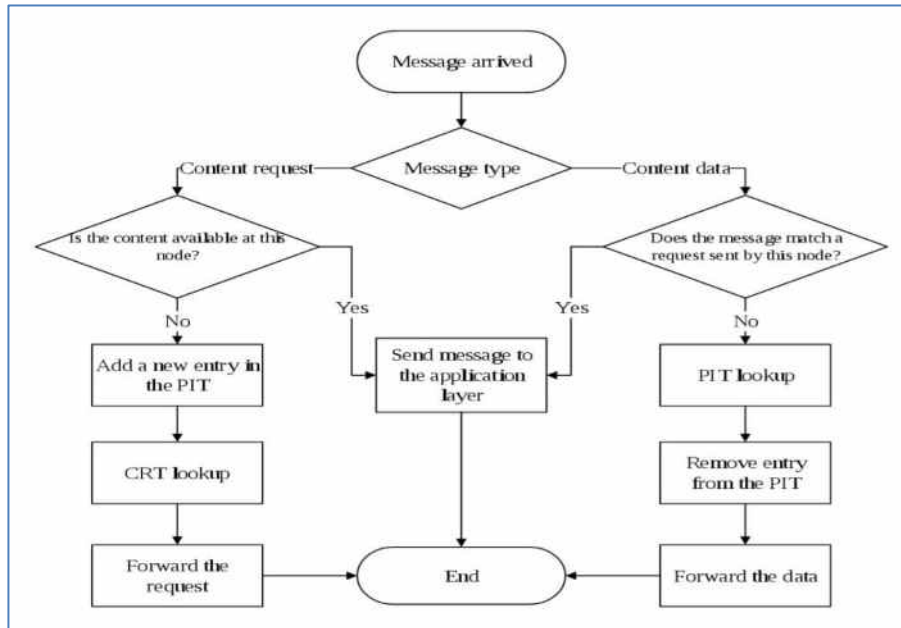 Message arrived
Message type
Content request
Content data
Is the content available at this
node?
Does the message match a
request sent by this node?
Yes
Yes
No
No
Add a new entry in
the PIT
Send message to
the application
layer
PIT lookup
CRT lookup
Remove entry
from the PIT
Forward the
request
End
Forward the data